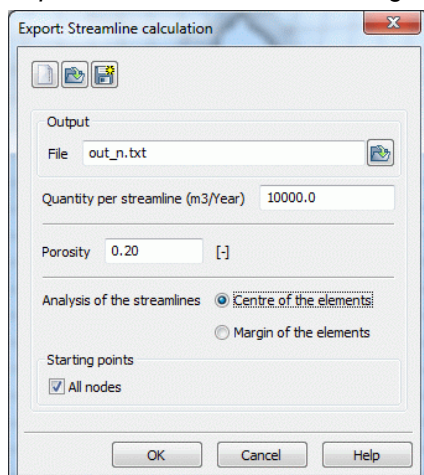 Export: Streamline calculation
Output
File out_n.txt
Quantity per streamline (m3/Year) 10000.0
Porosity 0.20 [-]
Analysis of the streamlines Centre of the elements
Margin of the elements
Starting points
All nodes
OK Cancel Help